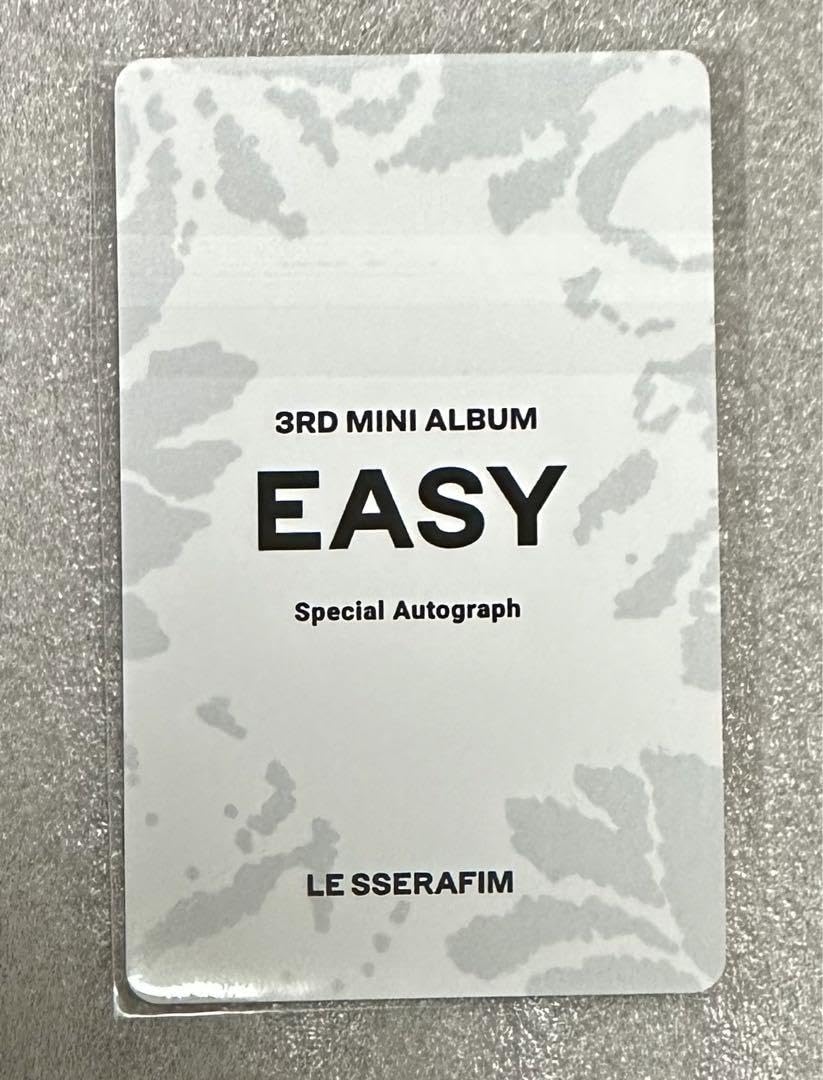 3RD MINI ALBUM
EASY
Special Autograph
LE SSERAFIM